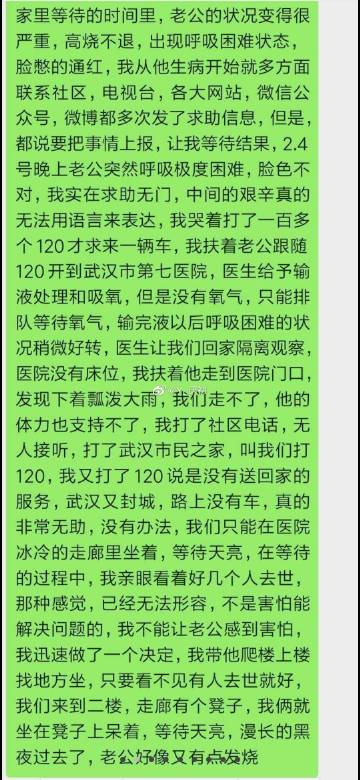 家里等待的时间里，老公的状况变得很
严重，高烧不退，出现呼吸困难状态，
脸憋的通红，我从他生病开始就多方面
联系社区，电视台，各大网站，微信公
众号，微博都多次发了求助信息，但是，
都说要把事情上报，让我等待结果，2.4
号晚上老公突然呼吸极度困难，脸色不
对，我实在求助无门，中间的艰辛真的
无法用语言来表达，我哭着打了一百多
个120才求来一辆车，我扶着老公跟随
120开到武汉市第七医院，医生给予输
液处理和吸氧，但是没有氧气，只能排
队等待氧气，输完液以后呼吸困难的状
况稍微好转，医生让我们回家隔离观察，
医院没有床位，我扶着他走到医院门口，
发现下着瓢泼大雨，我们走不了，他的
体力也支持不了，我打了社区电话，无
人接听，打了武汉市民之家，叫我们打
120，我又打了120说是没有送回家的
服务，武汉又封城，路上没有车，真的
非常无助，没有办法，我们只能在医院
冰冷的走廊里坐着，等待天亮，在等待
的过程中，我亲眼看着好几个人去世，
那种感觉，已经无法形容，不是害怕能
解决问题的，我不能让老公感到害怕，
我迅速做了一个决定，我带他爬楼上楼
找地方坐，只要看不见有人去世就好，
我们来到二楼，走廊有个凳子，我俩就
坐在凳子上呆着，等待天亮，漫长的黑
夜过去了，老公好像又有点发烧